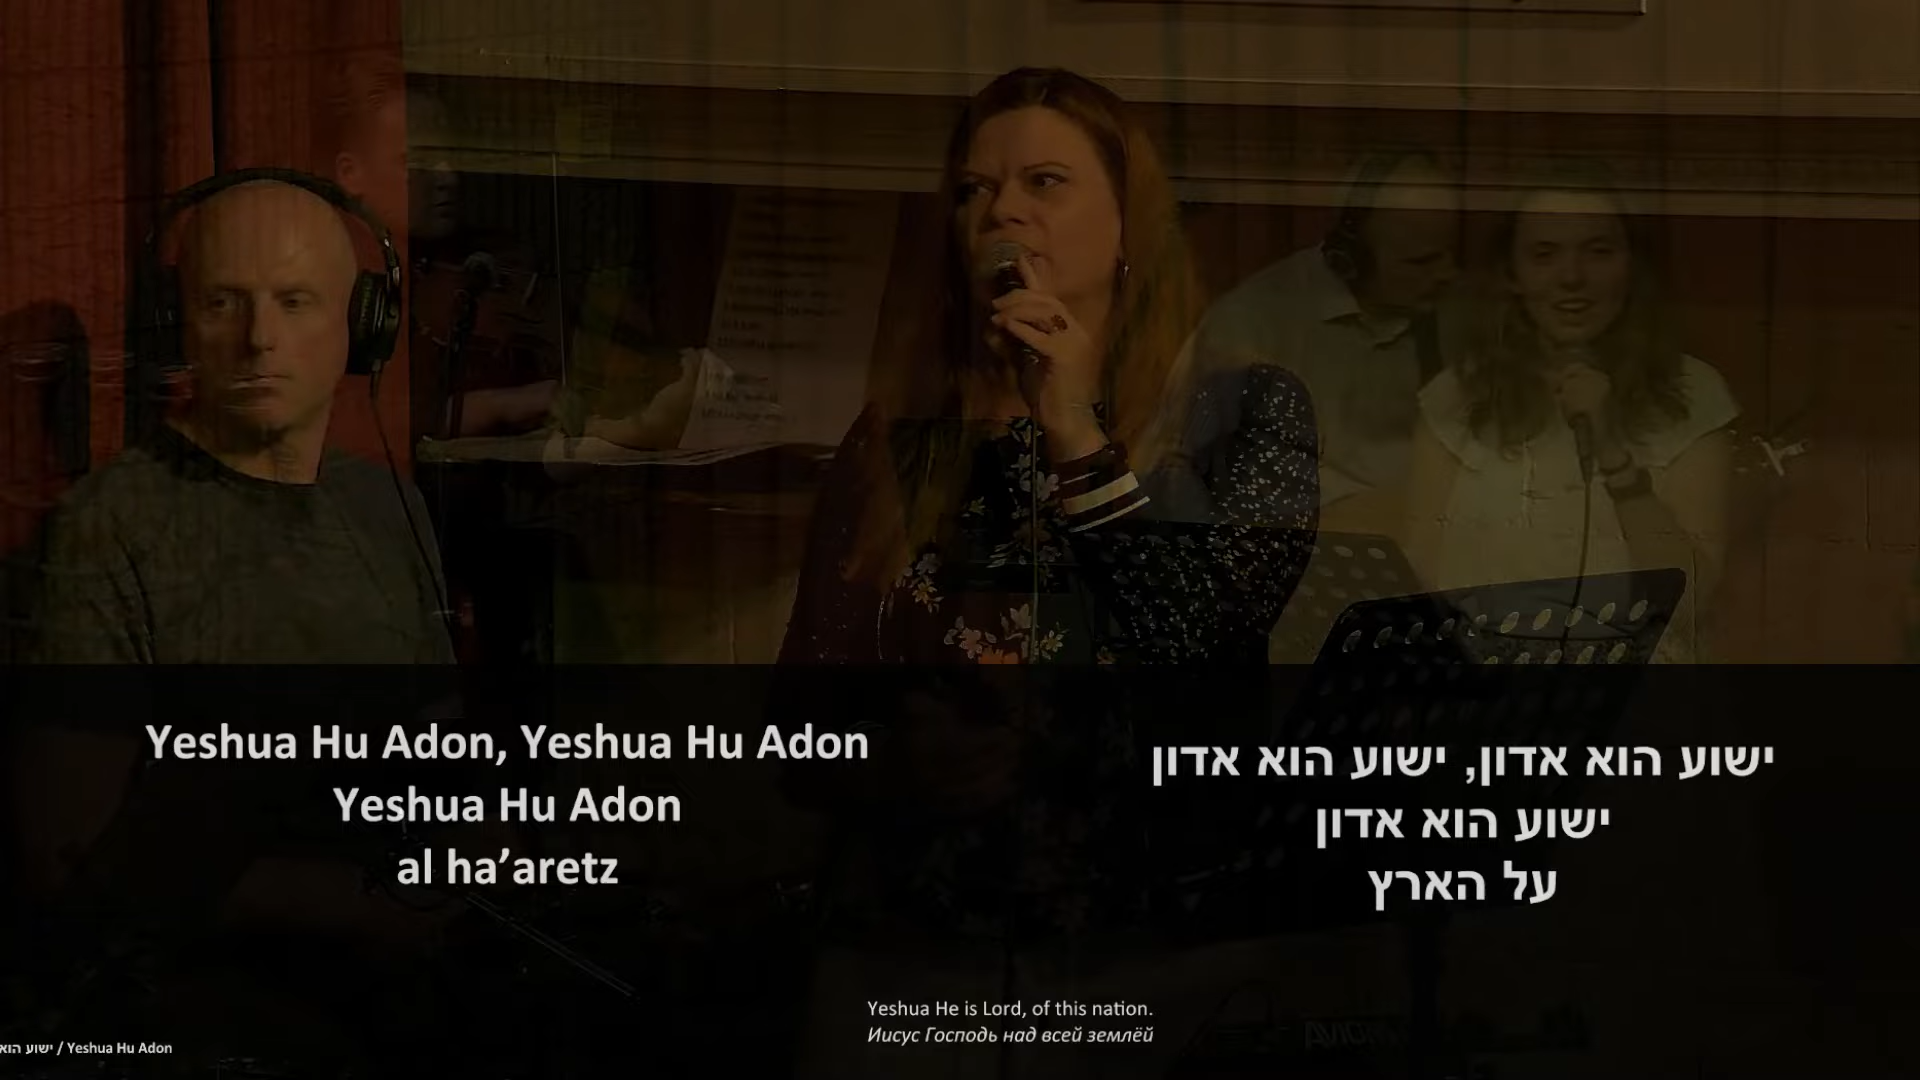 Yeshua Hu Adon, Yeshua Hu Adon
Yeshua Hu Adon
al ha’aretz
ישוע הוא אדון, ישוע הוא אדון
ישוע הוא אדון
על הארץ
Yeshua He is Lord, of this nation.
Иисус Господь над всей землёй
ישוע הוא / Yeshua Hu Adon